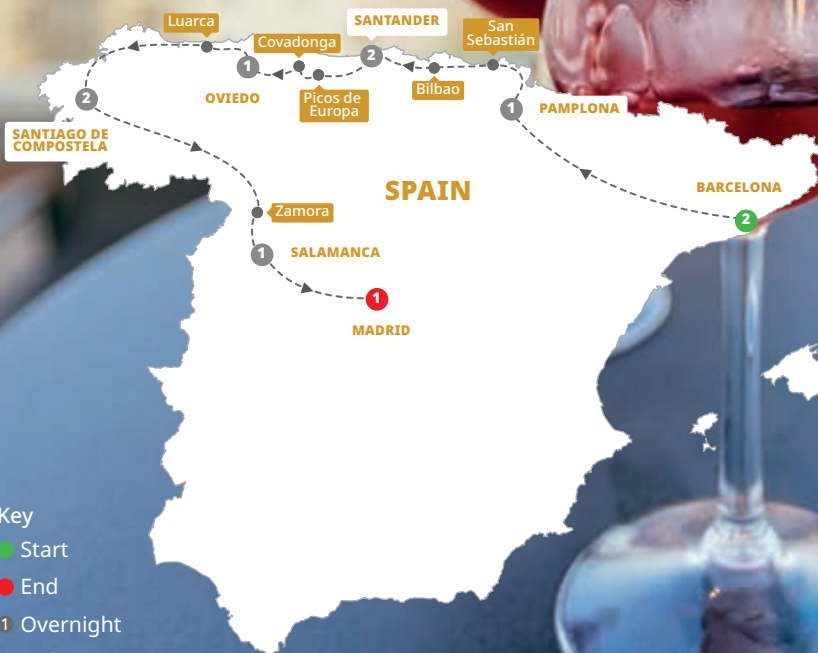 Luarca
SANTANDER
San
Sebastián
Covadonga
2
1
OVIEDO
Picos de
Europa
Bilbao
2
SANTIAGO DE
COMPOSTELA
1
PAMPLONA
SPAIN
BARCELONA
2
Zamora
1
SALAMANCA
1
MADRID
Key
Start
End
1 Overnight